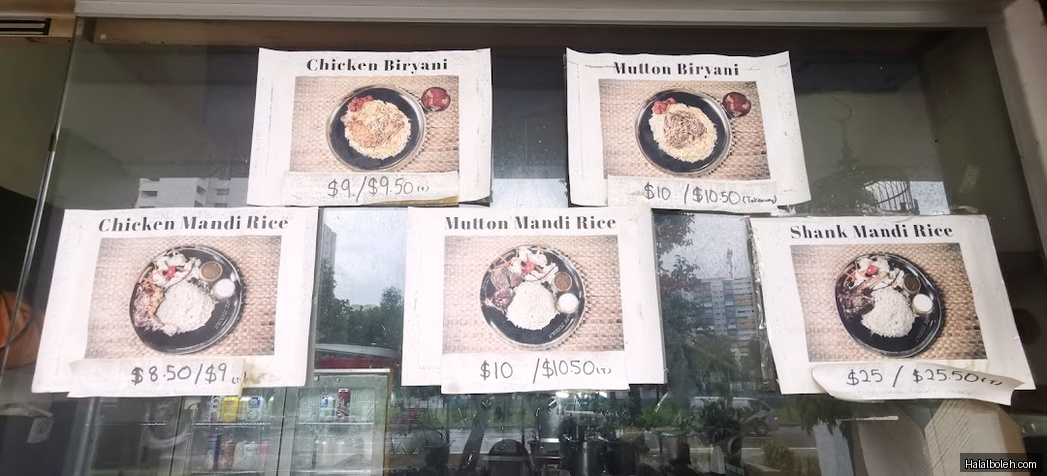 Chicken Biryani
$9./$9.50(T)
Mutton Biryani
$10 /$10.50(Takeaway)
Chicken Mandi Rice
$8.50/$9(T)
Mutton Mandi Rice
$10 /$1050(T)
Shank Mandi Rice
$25 / $25.50(T)
Halalboleh.com